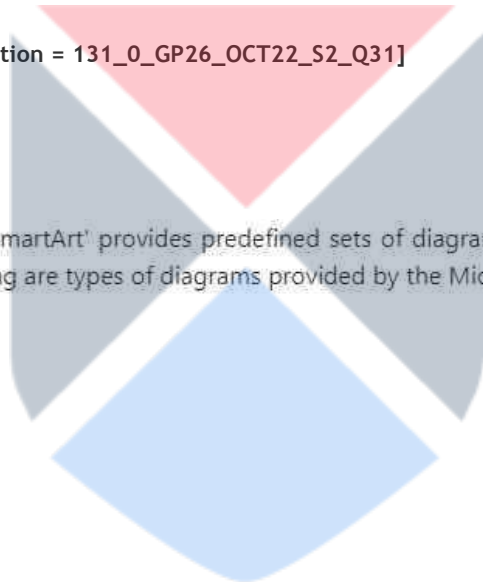 tion = 131_0_GP26_OCT22_S2_Q31]
martArt' provides predefined sets of diagra
g are types of diagrams provided by the Mic